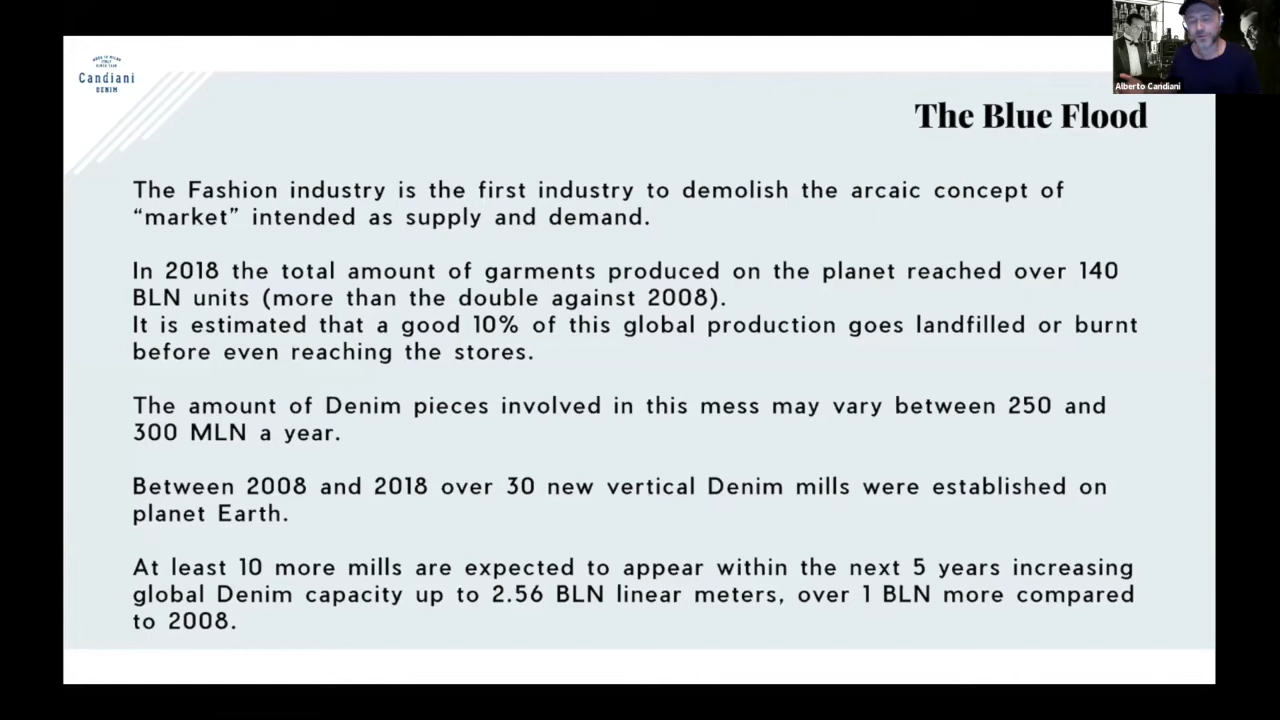 Candiani
DENIM
Alberto Candiani
The Blue Flood
The Fashion industry is the first industry to demolish the arcaic concept of
“market” intended as supply and demand.
In 2018 the total amount of garments produced on the planet reached over 140
BLN units (more than the double against 2008).
It is estimated that a good 10% of this global production goes landfilled or burnt
before even reaching the stores.
The amount of Denim pieces involved in this mess may vary between 250 and
300 MLN a year.
Between 2008 and 2018 over 30 new vertical Denim mills were established on
planet Earth.
At least 10 more mills are expected to appear within the next 5 years increasing
global Denim capacity up to 2.56 BLN linear meters, over 1 BLN more compared
to 2008.